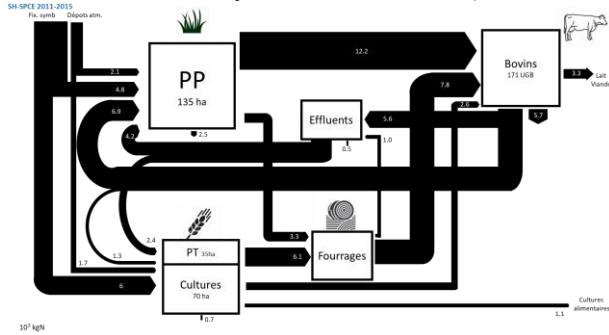 SH-SPCE 2011-2015
Fix. symb Dépots atm.
12.2
PP
135 ha
2.1
4.8
6.9
4.2
2.5
Bovins
171 UGB
3.3
Lait
Viande
7.8
2.6
5.7
Effluents
5.6
1.0
0.5
2.4
1.3
1.7
3.3
PT 35ha
6.1
Fourrages
6
Cultures
70 ha
0.7
1.1
Cultures
alimentaires
10³ kgN